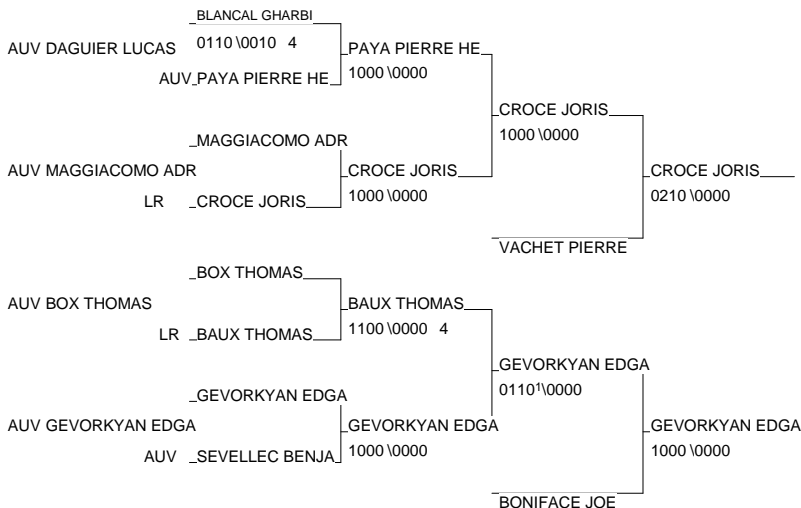 BLANCAL GHARBI
AUV DAGUIER LUCAS 0110 \0010 4 PAYA PIERRE HE
AUV PAYA PIERRE HE 1000 \0000
CROCE JORIS
1000 \0000
MAGGIACOMO ADR
AUV MAGGIACOMO ADR CROCE JORIS CROCE JORIS
LR CROCE JORIS 1000 \0000 0210 \0000
VACHET PIERRE
BOX THOMAS
AUV BOX THOMAS BAUX THOMAS
LR BAUX THOMAS 1100 \0000 4
GEVORKYAN EDGA
0110¹\0000
GEVORKYAN EDGA
AUV GEVORKYAN EDGA GEVORKYAN EDGA GEVORKYAN EDGA
AUV SEVELLEC BENJA 1000 \0000 1000 \0000
BONIFACE JOE